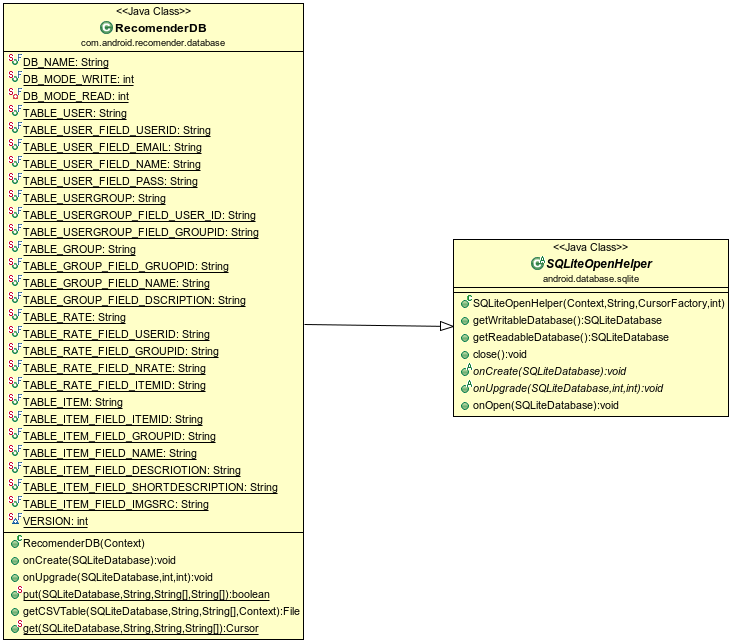 <<Java Class>>
RecomenderDB
com.android.recomender.database
DB_NAME: String
DB_MODE_WRITE: int
DB_MODE_READ: int
TABLE_USER: String
TABLE_USER_FIELD_USERID: String
TABLE_USER_FIELD_EMAIL: String
TABLE_USER_FIELD_NAME: String
TABLE_USER_FIELD_PASS: String
TABLE_USERGROUP: String
TABLE_USERGROUP_FIELD_USER_ID: String
TABLE_USERGROUP_FIELD_GROUPID: String
TABLE_GROUP: String
TABLE_GROUP_FIELD_GRUOPID: String
TABLE_GROUP_FIELD_NAME: String
TABLE_GROUP_FIELD_DSCRIPTION: String
TABLE_RATE: String
TABLE_RATE_FIELD_USERID: String
TABLE_RATE_FIELD_GROUPID: String
TABLE_RATE_FIELD_NRATE: String
TABLE_RATE_FIELD_ITEMID: String
TABLE_ITEM: String
TABLE_ITEM_FIELD_ITEMID: String
TABLE_ITEM_FIELD_GROUPID: String
TABLE_ITEM_FIELD_NAME: String
TABLE_ITEM_FIELD_DESCRIOTION: String
TABLE_ITEM_FIELD_SHORTDESCRIPTION: String
TABLE_ITEM_FIELD_IMGSRC: String
VERSION: int
RecomenderDB(Context)
onCreate(SQLiteDatabase):void
onUpgrade(SQLiteDatabase,int,int):void
put(SQLiteDatabase,String,String[],String[]):boolean
getCSVTable(SQLiteDatabase,String,String[],Context):File
get(SQLiteDatabase,String,String,String[]):Cursor
<<Java Class>>
SQLiteOpenHelper
android.database.sqlite
SQLiteOpenHelper(Context,String,CursorFactory,int)
getWritableDatabase():SQLiteDatabase
getReadableDatabase():SQLiteDatabase
close():void
onCreate(SQLiteDatabase):void
onUpgrade(SQLiteDatabase,int,int):void
onOpen(SQLiteDatabase):void